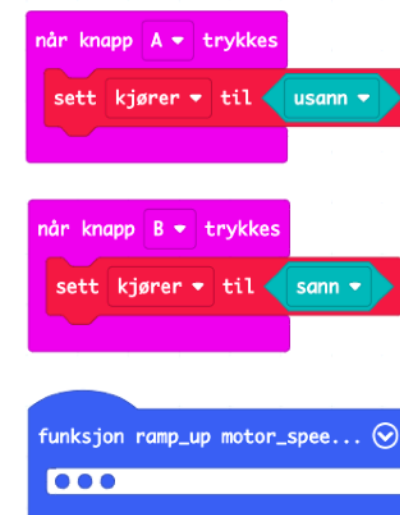 når knapp A trykkes
sett kjører til usann
når knapp B trykkes
sett kjører til sann
funksjon ramp_up motor_spee...